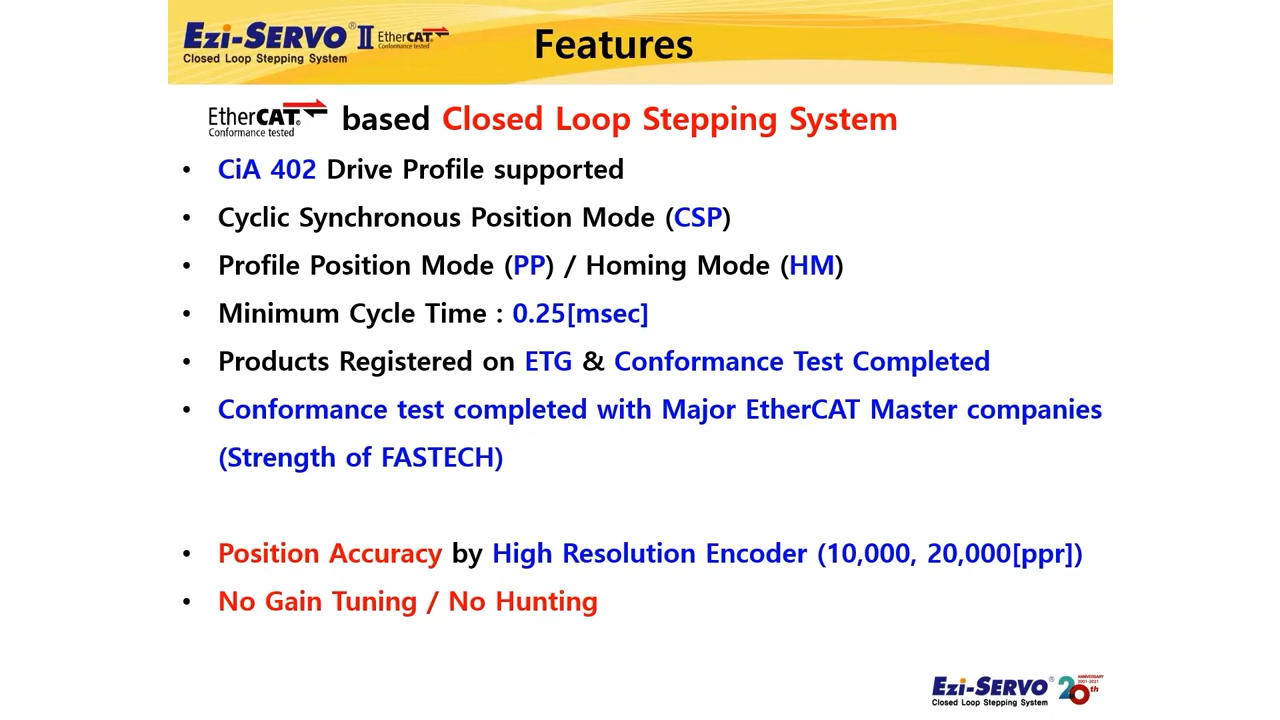 Ezi-SERVO® II EtherCAT® Conformance tested
Closed Loop Stepping System
Features
EtherCAT® Conformance tested based Closed Loop Stepping System
• CiA 402 Drive Profile supported
• Cyclic Synchronous Position Mode (CSP)
• Profile Position Mode (PP) / Homing Mode (HM)
• Minimum Cycle Time : 0.25[msec]
• Products Registered on ETG & Conformance Test Completed
• Conformance test completed with Major EtherCAT Master companies
(Strength of FASTECH)
• Position Accuracy by High Resolution Encoder (10,000, 20,000[ppr])
• No Gain Tuning / No Hunting
Ezi-SERVO® 20th ANNIVERSARY 2001-2021
Closed Loop Stepping System